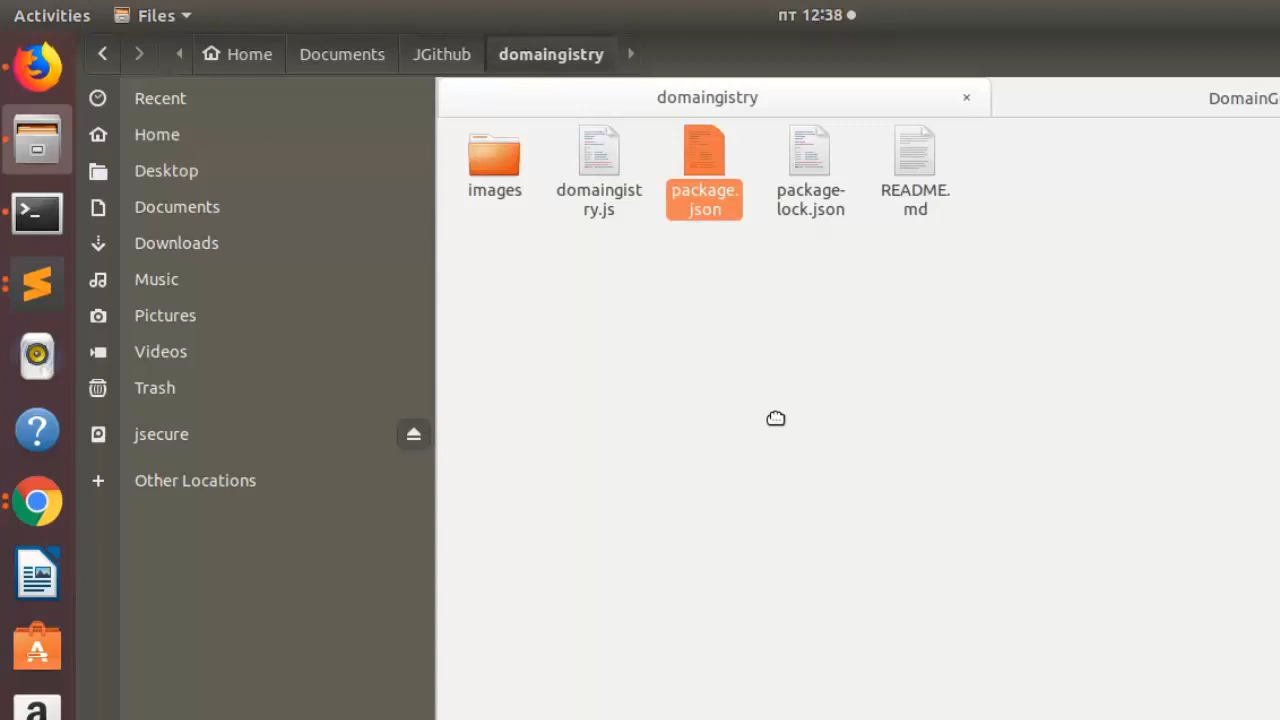 Activities
Files
пт 12:38
Home
Documents
JGithub
domaingistry
Recent
Home
Desktop
Documents
Downloads
Music
Pictures
Videos
Trash
jsecure
Other Locations
domaingistry
DomainG
images
domaingist
ry.js
package.
json
package-
lock.json
README.
md